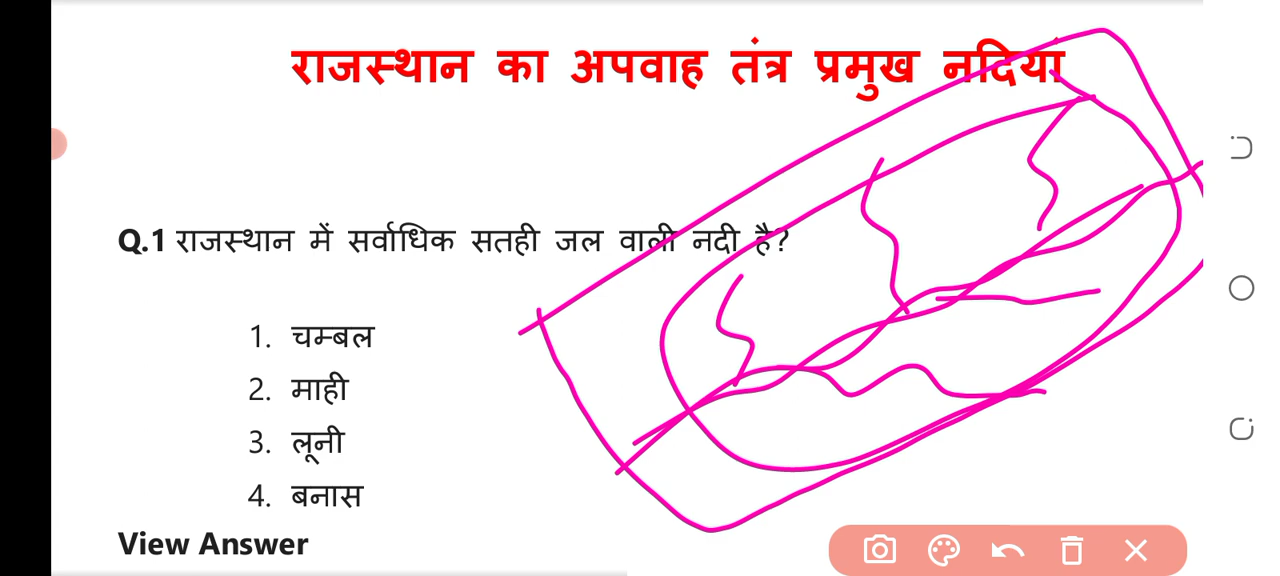 राजस्थान का अपवाह तंत्र प्रमुख नदियां
Q.1 राजस्थान में सर्वाधिक सतही जल वाली नदी है?
1. चम्बल
2. माही
3. लूनी
4. बनास
View Answer